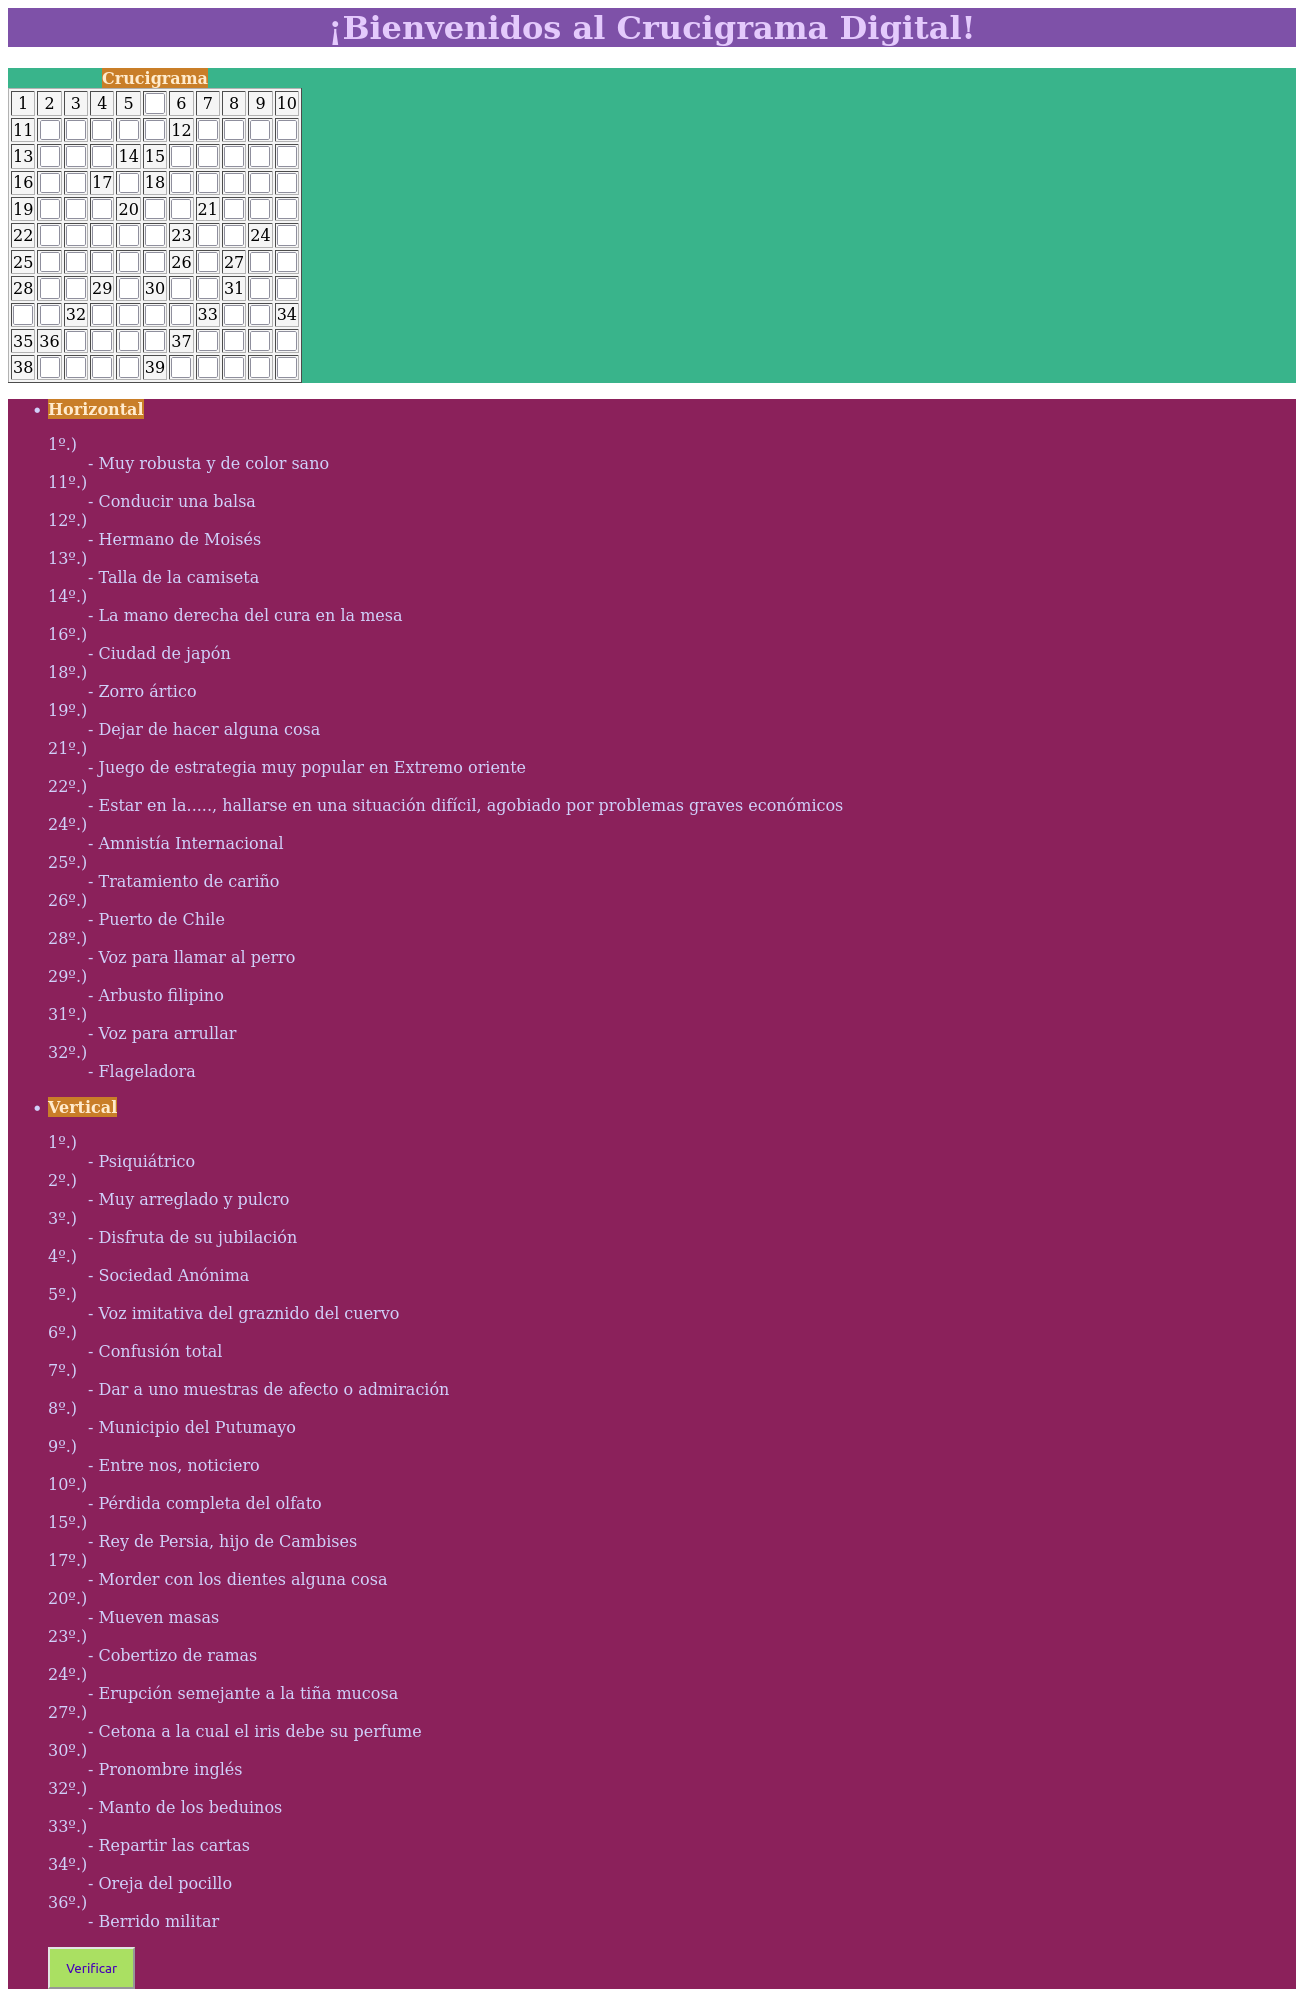 ¡Bienvenidos al Crucigrama Digital!
Crucigrama
1 2 3 4 5 6 7 8 9 10
11 12
13 14 15
16 17 18
19 20 21
22 23 24
25 26 27
28 29 30 31
32 33 34
35 36 37
38 39
• Horizontal
1º.)
- Muy robusta y de color sano
11º.)
- Conducir una balsa
12º.)
- Hermano de Moisés
13º.)
- Talla de la camiseta
14º.)
- La mano derecha del cura en la mesa
16º.)
- Ciudad de japón
18º.)
- Zorro ártico
19º.)
- Dejar de hacer alguna cosa
21º.)
- Juego de estrategia muy popular en Extremo oriente
22º.)
- Estar en la....., hallarse en una situación difícil, agobiado por problemas graves económicos
24º.)
- Amnistía Internacional
25º.)
- Tratamiento de cariño
26º.)
- Puerto de Chile
28º.)
- Voz para llamar al perro
29º.)
- Arbusto filipino
31º.)
- Voz para arrullar
32º.)
- Flageladora
• Vertical
1º.)
- Psiquiátrico
2º.)
- Muy arreglado y pulcro
3º.)
- Disfruta de su jubilación
4º.)
- Sociedad Anónima
5º.)
- Voz imitativa del graznido del cuervo
6º.)
- Confusión total
7º.)
- Dar a uno muestras de afecto o admiración
8º.)
- Municipio del Putumayo
9º.)
- Entre nos, noticiero
10º.)
- Pérdida completa del olfato
15º.)
- Rey de Persia, hijo de Cambises
17º.)
- Morder con los dientes alguna cosa
20º.)
- Mueven masas
23º.)
- Cobertizo de ramas
24º.)
- Erupción semejante a la tiña mucosa
27º.)
- Cetona a la cual el iris debe su perfume
30º.)
- Pronombre inglés
32º.)
- Manto de los beduinos
33º.)
- Repartir las cartas
34º.)
- Oreja del pocillo
36º.)
- Berrido militar
Verificar